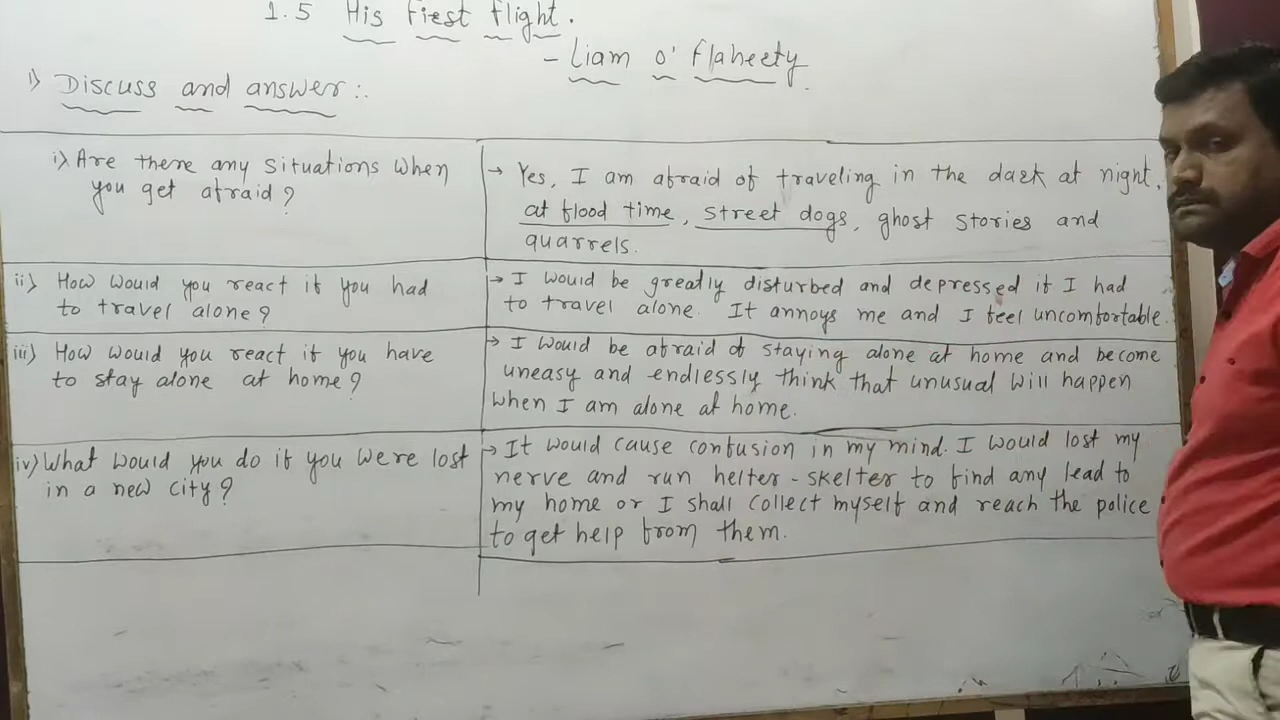 1.5 His first flight.
- Liam O' Flaherty.
i) Discuss and answer:.
i) Are there any situations when
you get afraid?
→ Yes, I am afraid of traveling in the dark at night,
at flood time, street dogs, ghost stories and
quarrels.
ii) How would you react if you had
to travel alone?
→ I would be greatly disturbed and depressed if I had
to travel alone. It annoys me and I feel uncomfortable.
iii) How would you react if you have
to stay alone at home?
→ I would be afraid of staying alone at home and become
uneasy and endlessly think that unusual will happen
when I am alone at home.
iv) What would you do if you were lost
in a new city?
→ It would cause confusion in my mind. I would lost my
nerve and run helter-skelter to find any lead to
my home or I shall collect myself and reach the police
to get help from them.